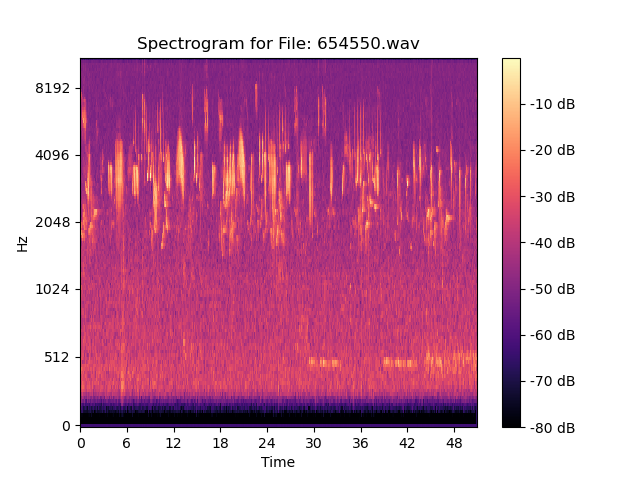 Spectrogram for File: 654550.wav
8192
4096
2048
1024
512
0
Hz
0 6 12 18 24 30 36 42 48
Time
-10 dB
-20 dB
-30 dB
-40 dB
-50 dB
-60 dB
-70 dB
-80 dB